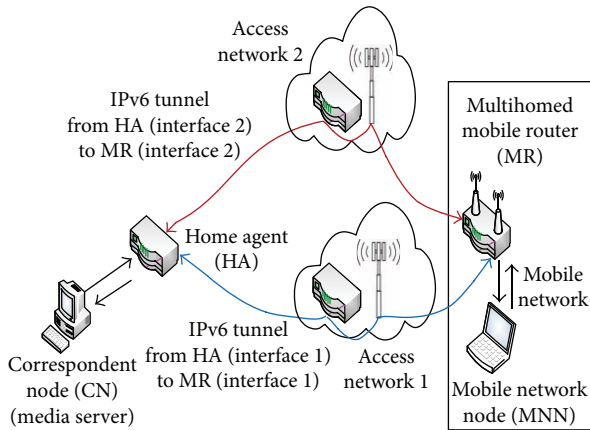 Access
network 2
IPv6 tunnel
from HA (interface 2)
to MR (interface 2)
Multihomed
mobile router
(MR)
Home agent
(HA)
Mobile
network
IPv6 tunnel
from HA (interface 1)
to MR (interface 1)
Access
network 1
Correspondent
node (CN)
(media server)
Mobile network
node (MNN)